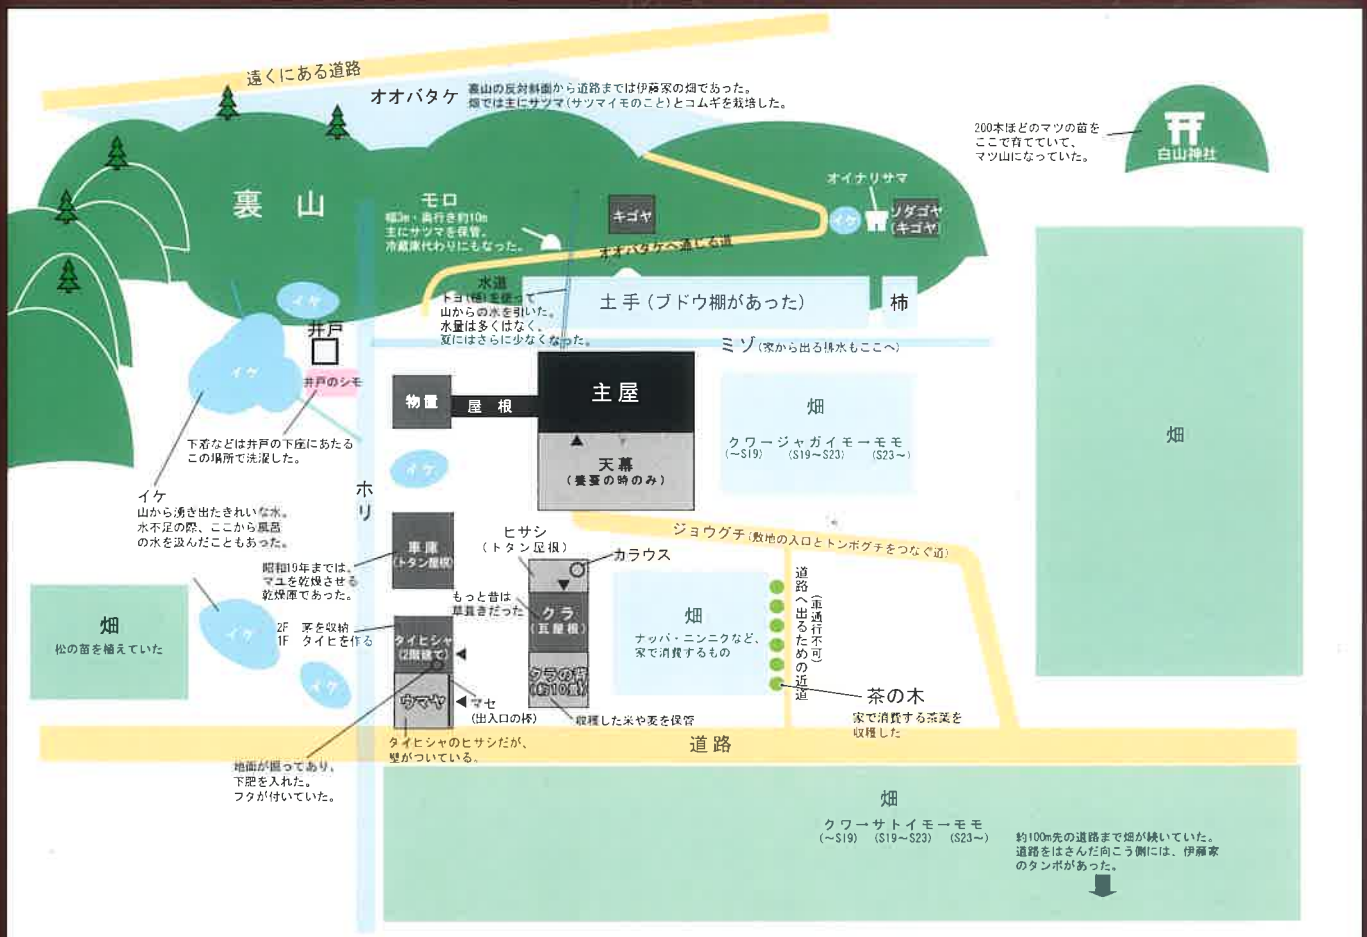 遠くにある道路
オオバタケ
裏山の反対斜面から道路までは伊藤家の畑であった。
畑では主にサツマ(サツマイモのこと)とコムギを栽培した。
200本ほどのマツの苗を
ここで育てていて、
マツ山になっていた。
白山神社
裏 山
モロ
幅3m・奥行き約10m
主にサツマを保管。
冷蔵庫代わりにもなった。
キゴヤ
オイナリサマ
イケ
ソダゴヤ
(キゴヤ)
オオバタケへ通じる道
水道
トヨ(樋)を使って
山からの水を引いた。
水量は多くはなく、
夏にはさらに少なくなった。
土手(ブドウ棚があった)
柿
イケ
井戸
ミゾ(家から出る排水もここへ)
イケ
井戸のシモ
物置
屋 根
主屋
天幕
(養蚕の時のみ)
畑
クワージャガイモーモモ
(〜S19) (S19〜S23) (S23〜)
畑
下着などは井戸の下座にあたる
この場所で洗濯した。
イケ
ホリ
イケ
山から湧き出たきれいな水。
水不足の際、ここから風呂
の水を汲んだこともあった。
ジョウグチ(敷地の入口とトンボグチをつなぐ道)
ヒサシ
(トタン屋根)
カラウス
車庫
(トタン屋根)
昭和19年までは、
マユを乾燥させる
乾燥庫であった。
もっと昔は
草葺きだった
クラ
(瓦屋根)
畑
ナッパ・ニンニクなど、
家で消費するもの
道路へ出るための近道
(車通行不可)
畑
松の苗を植えていた
イケ
2F 茅を収納
1F タイヒを作る
タイヒシャ
(2階建て)
イケ
ウマヤ
マセ
(出入口の棒)
(約10畳)
収穫した米や麦を保管
茶の木
家で消費する茶葉を
収穫した
道路
タイヒシャのヒサシだが、
壁がついている。
地面が掘ってあり、
下肥を入れた。
フタが付いていた。
畑
クワーサトイモーモモ
(〜S19) (S19〜S23) (S23〜)
約100m先の道路まで畑が続いていた。
道路をはさんだ向こう側には、伊藤家
のタンボがあった。